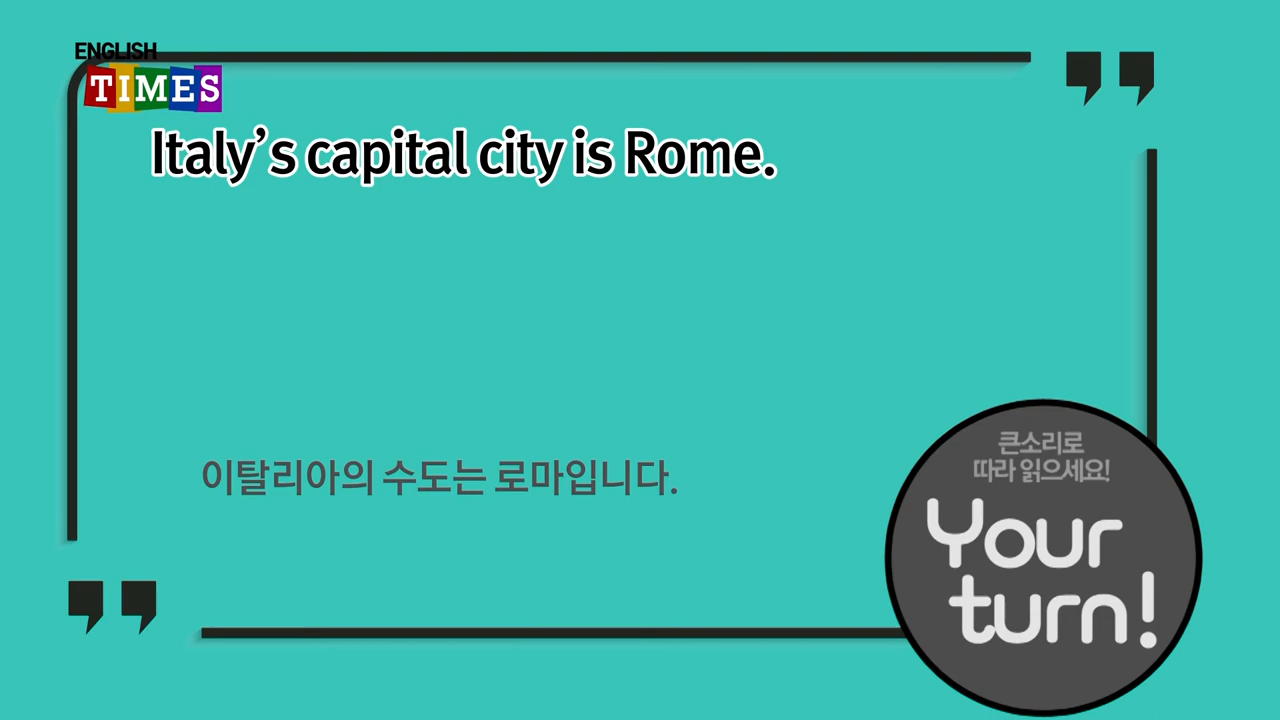 ENGLISH
TIMES
Italy’s capital city is Rome.
이탈리아의 수도는 로마입니다.
큰소리로
따라 읽으세요!
Your
turn!